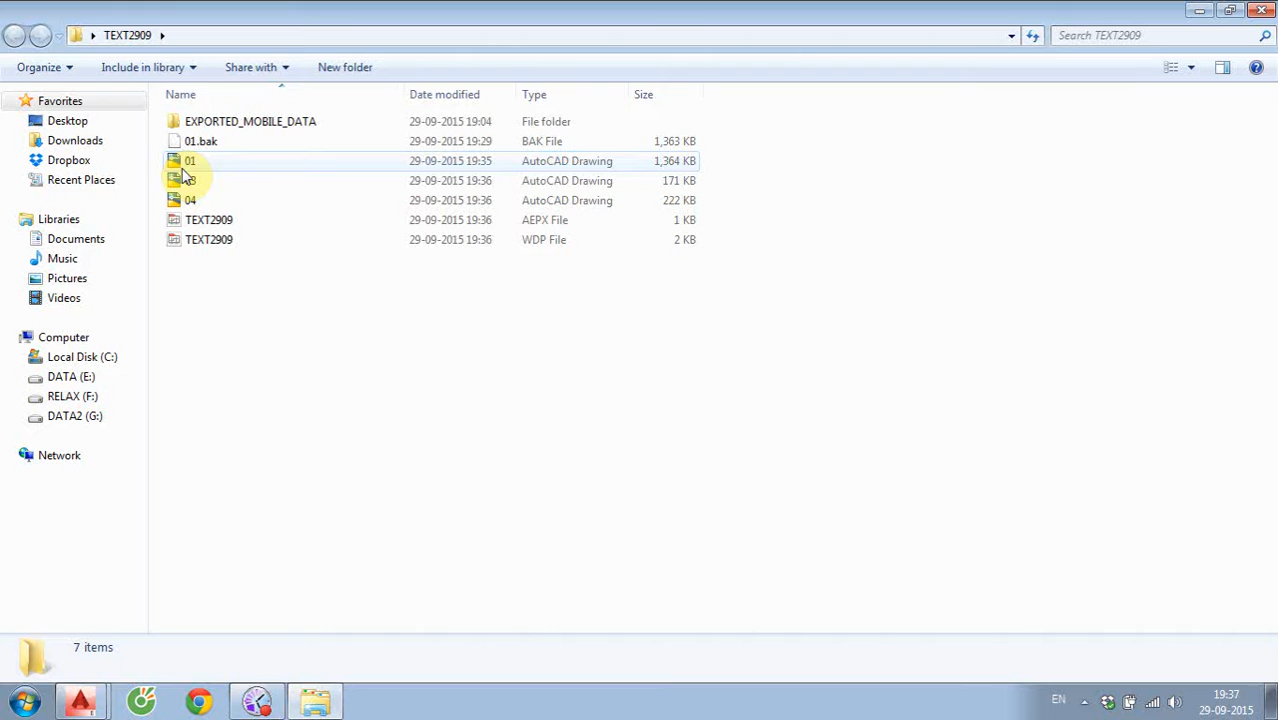 TEXT2909
Search TEXT2909
Organize
Include in library
Share with
New folder
Name
Date modified
Type
Size
Favorites
Desktop
Downloads
Dropbox
Recent Places
Libraries
Documents
Music
Pictures
Videos
Computer
Local Disk (C:)
DATA (E:)
RELAX (F:)
DATA2 (G:)
Network
EXPORTED_MOBILE_DATA 29-09-2015 19:04 File folder
01.bak 29-09-2015 19:29 BAK File 1,363 KB
01 29-09-2015 19:35 AutoCAD Drawing 1,364 KB
29-09-2015 19:36 AutoCAD Drawing 171 KB
04 29-09-2015 19:36 AutoCAD Drawing 222 KB
TEXT2909 29-09-2015 19:36 AEPX File 1 KB
TEXT2909 29-09-2015 19:36 WDP File 2 KB
7 items
EN
19:37
29-09-2015